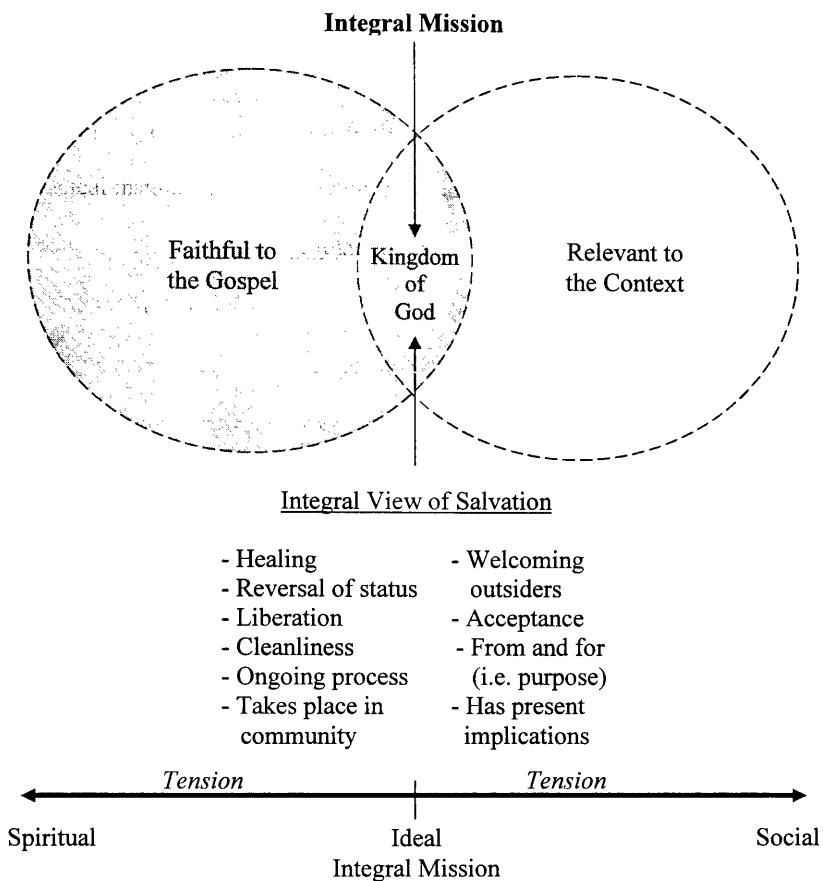 Integral Mission
Faithful to
the Gospel
Kingdom
of
God
Relevant to
the Context
Integral View of Salvation
- Healing
- Reversal of status
- Liberation
- Cleanliness
- Ongoing process
- Takes place in
community
- Welcoming
outsiders
- Acceptance
- From and for
(i.e. purpose)
- Has present
implications
Tension
Tension
Spiritual
Ideal
Social
Integral Mission